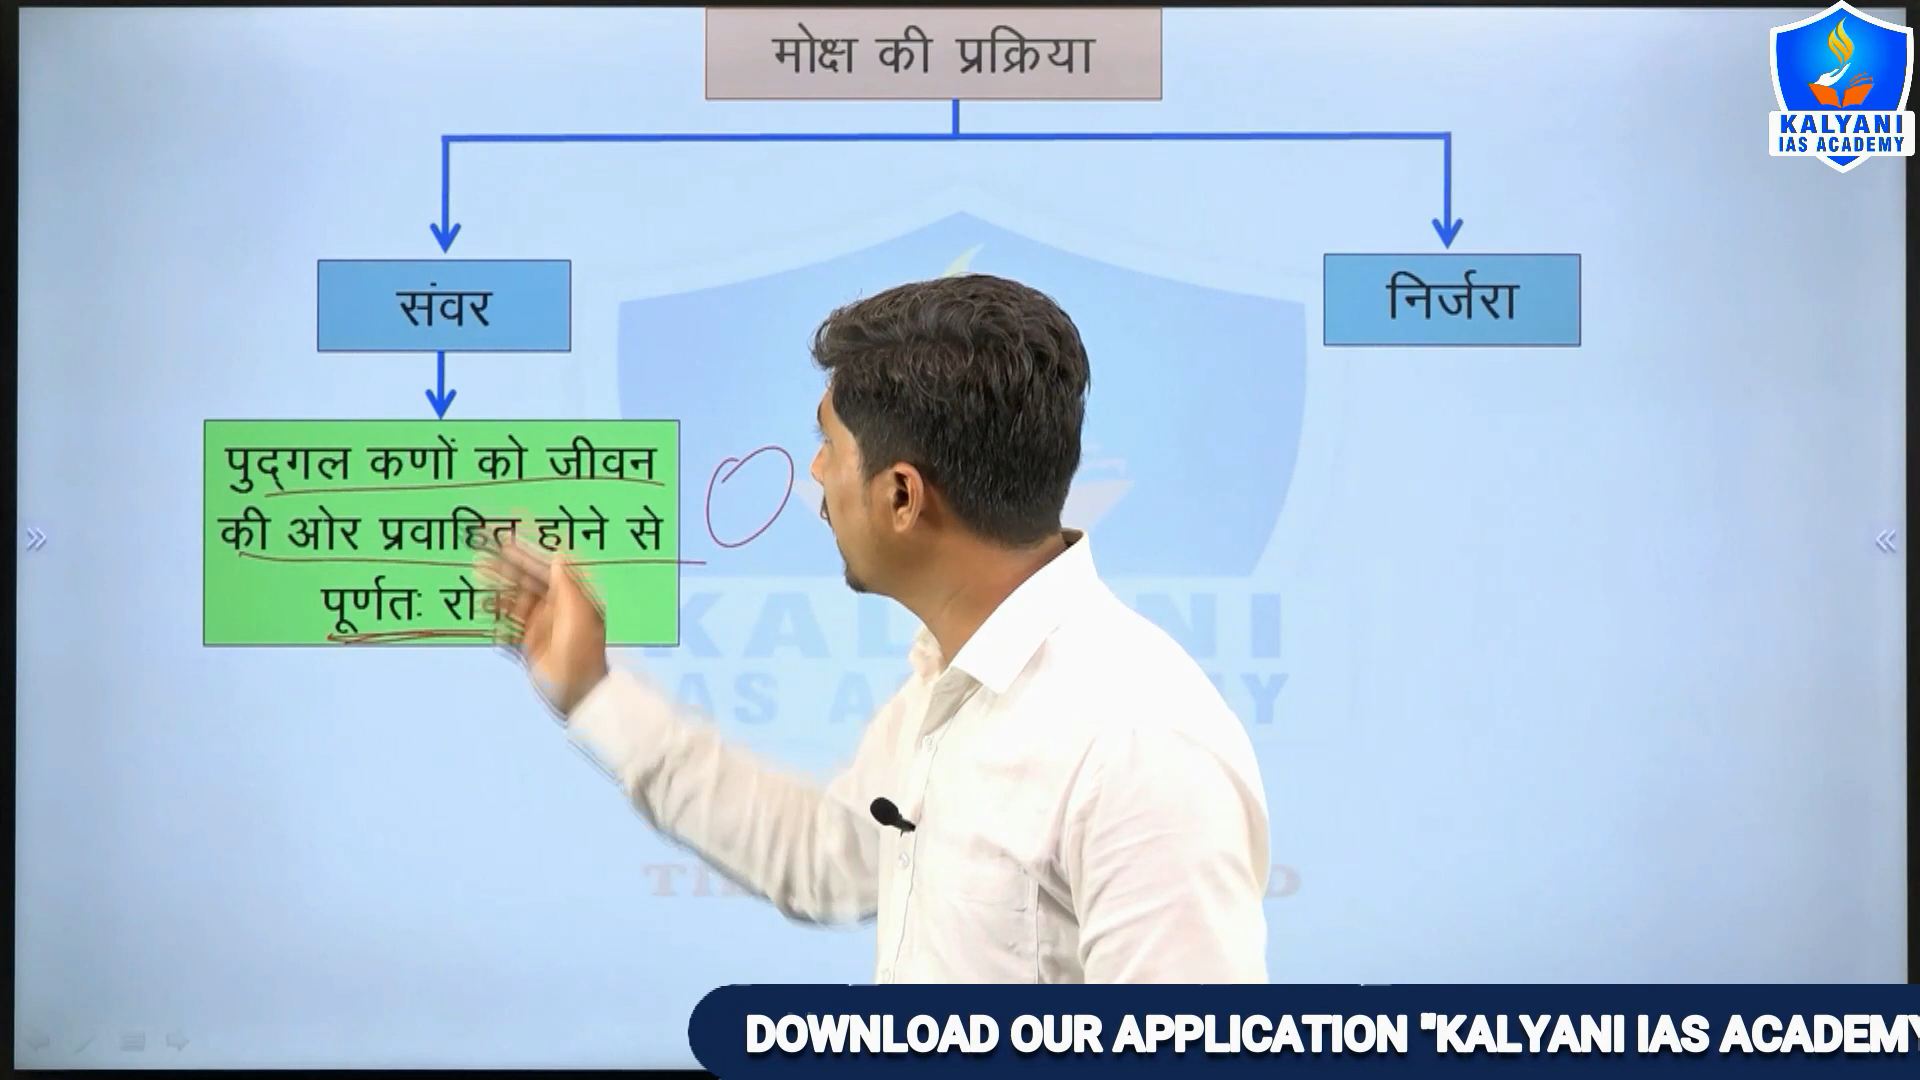 मोक्ष की प्रक्रिया
KALYANI
IAS ACADEMY
संवर
निर्जरा
पुद्गल कणों को जीवन
की ओर प्रवाहित होने से
पूर्णतः
DOWNLOAD OUR APPLICATION "KALYANI IAS ACADEMY